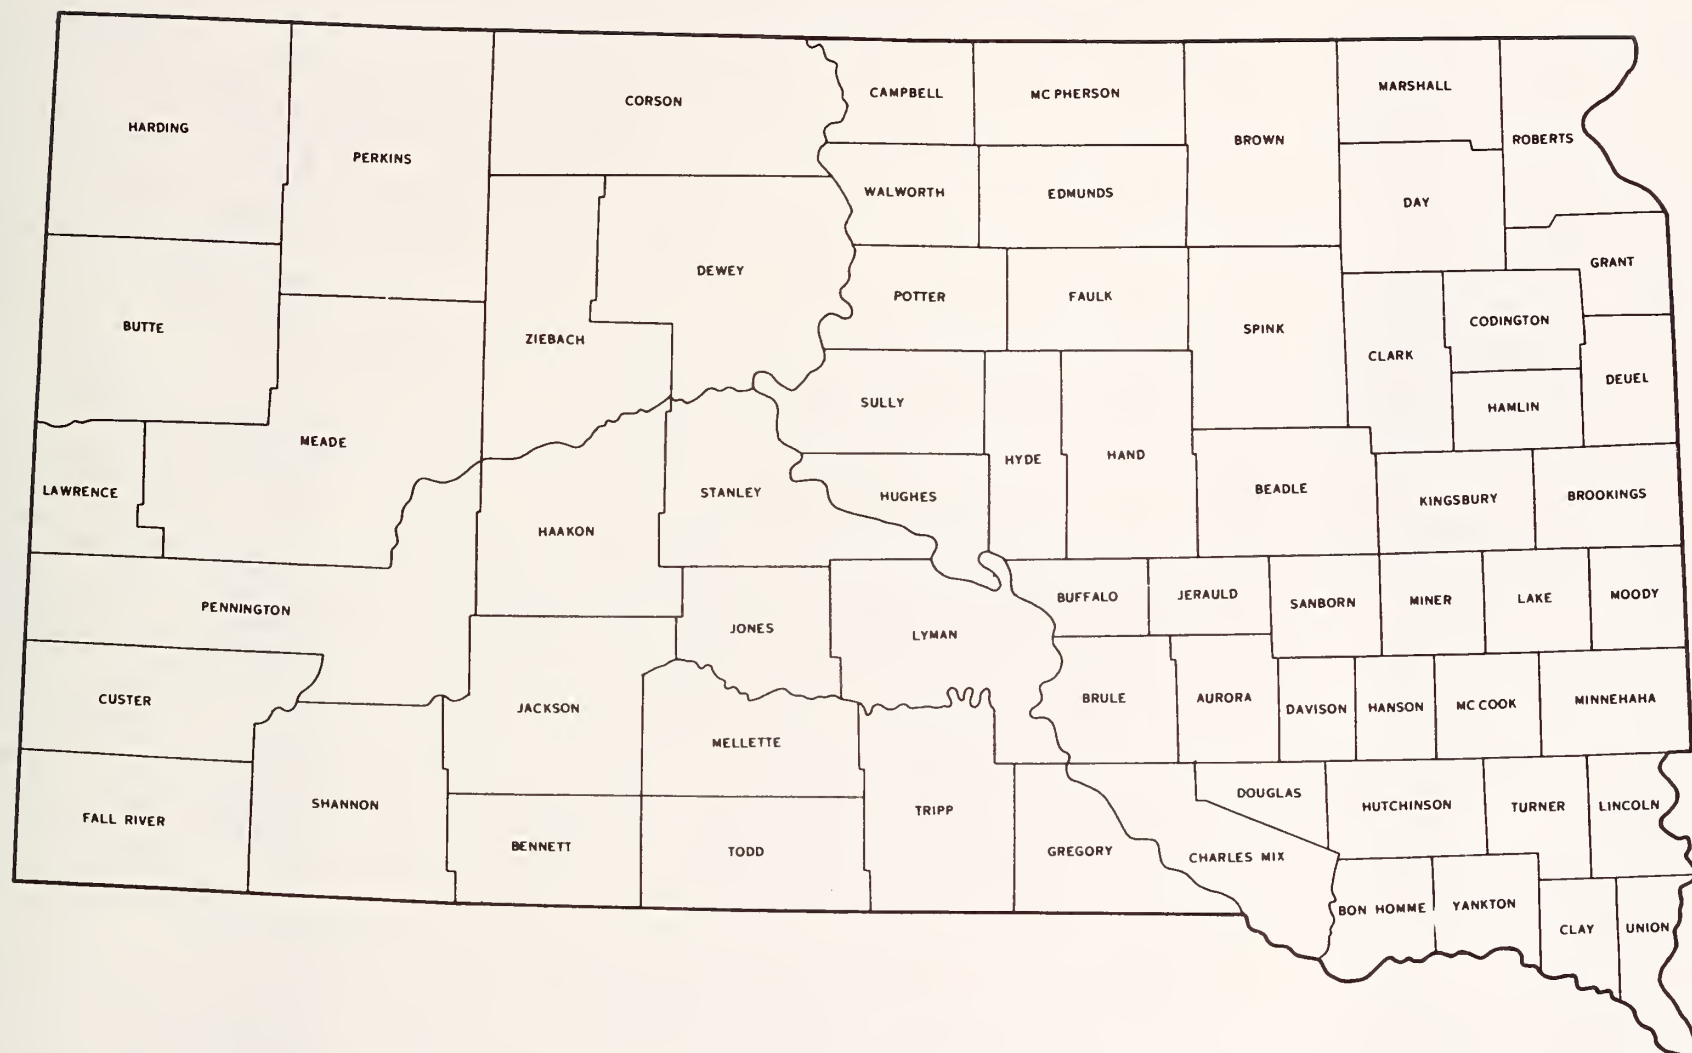 HARDING
PERKINS
CORSON
CAMPBELL
MC PHERSON
BROWN
MARSHALL
ROBERTS
WALWORTH
EDMUNDS
DAY
DEWEY
POTTER
FAULK
GRANT
BUTTE
ZIEBACH
SPINK
CLARK
CODINGTON
DEUEL
MEADE
SULLY
HAMLIN
LAWRENCE
HAAKON
STANLEY
HUGHES
HYDE
HAND
BEADLE
KINGSBURY
BROOKINGS
PENNINGTON
JONES
LYMAN
BUFFALO
JERAULD
SANBORN
MINER
LAKE
MOODY
CUSTER
JACKSON
MELLETTE
BRULE
AURORA
DAVISON
HANSON
MC COOK
MINNEHAHA
FALL RIVER
SHANNON
BENNETT
TODD
TRIPP
GREGORY
CHARLES MIX
DOUGLAS
HUTCHINSON
TURNER
LINCOLN
BON HOMME
YANKTON
CLAY
UNION